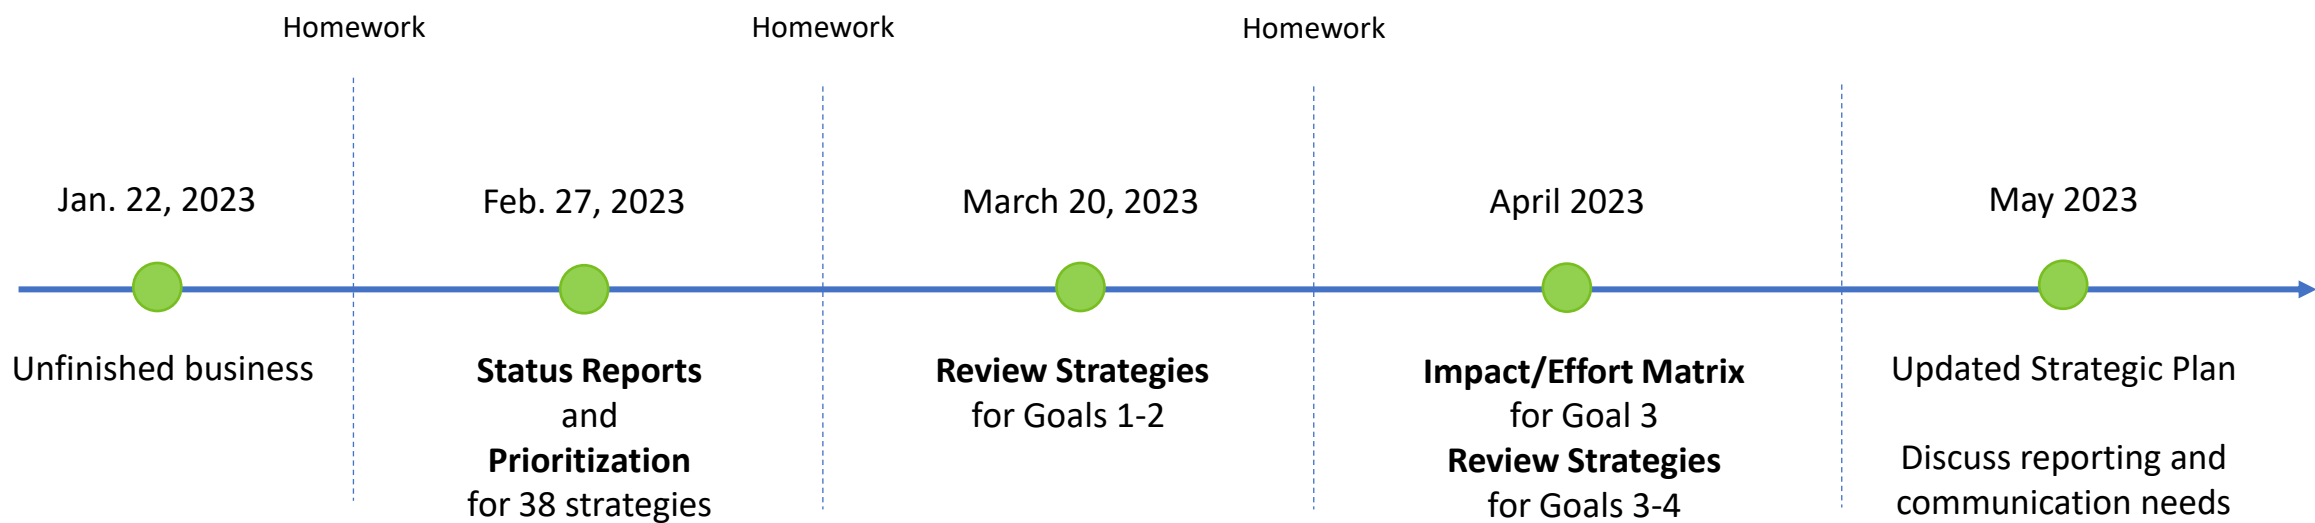 Homework
Homework
Homework
Jan. 22, 2023
Feb. 27, 2023
March 20, 2023
April 2023
May 2023
Unfinished business
Status Reports
and
Prioritization
for 38 strategies
Review Strategies
for Goals 1-2
Impact/Effort Matrix
for Goal 3
Review Strategies
for Goals 3-4
Updated Strategic Plan
Discuss reporting and
communication needs